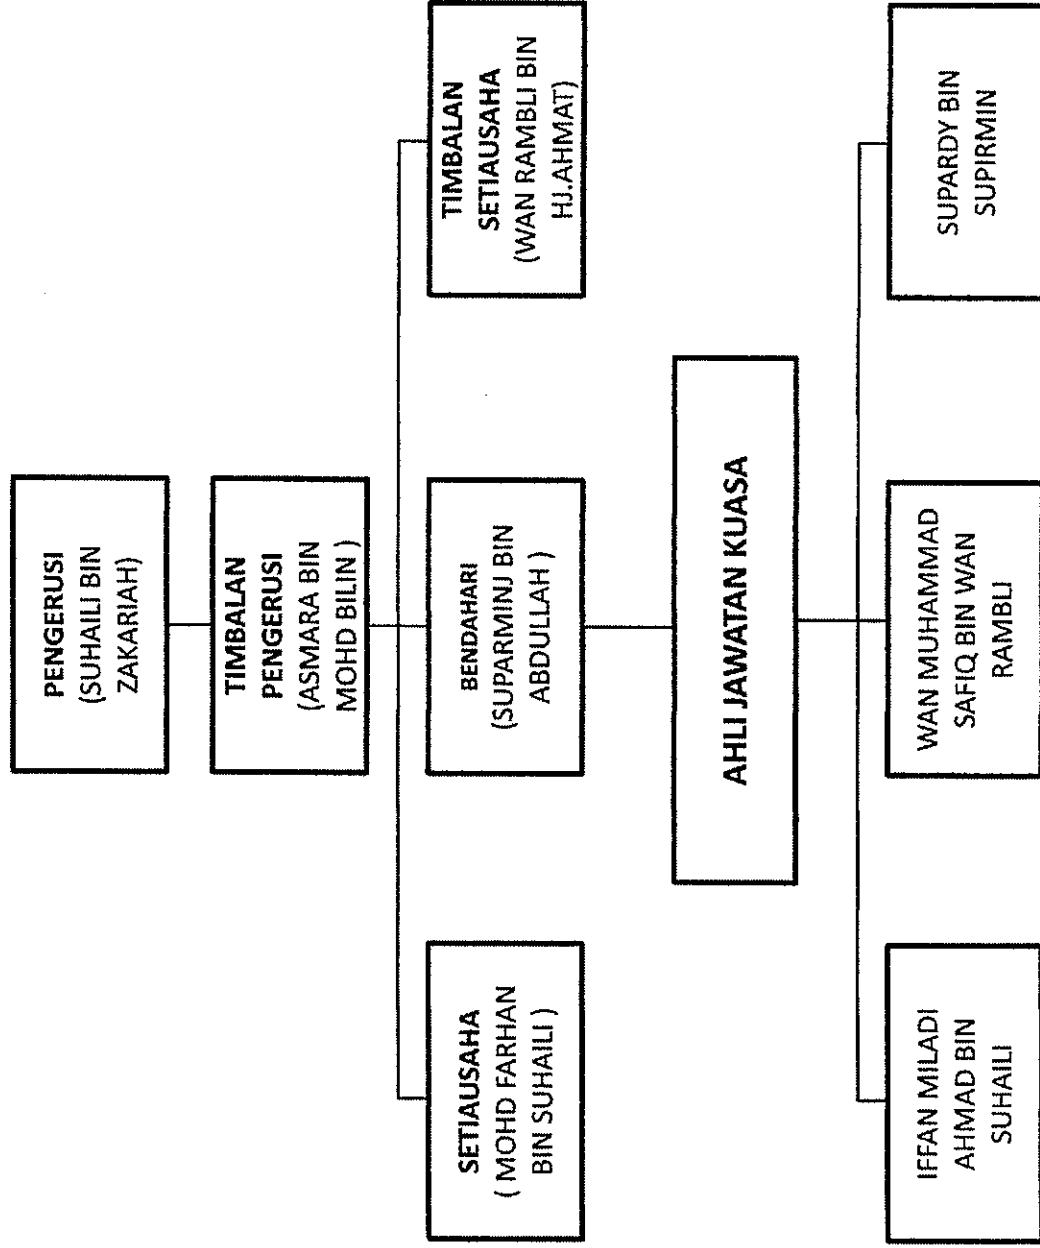 PENGERUSI
(SUHAILI BIN
ZAKARIAH)
TIMBALAN
PENGERUSI
(ASMARA BIN
MOHD BILIN )
SETIAUSAHA
( MOHD FARHAN
BIN SUHAILI )
BENDAHARI
(SUPARMINJ BIN
ABDULLAH )
TIMBALAN
SETIAUSAHA
(WAN RAMBLI BIN
HJ.AHMAT)
AHLI JAWATAN KUASA
IFFAN MILADI
AHMAD BIN
SUHAILI
WAN MUHAMMAD
SAFIQ BIN WAN
RAMBLI
SUPARDY BIN
SUPIRMIN